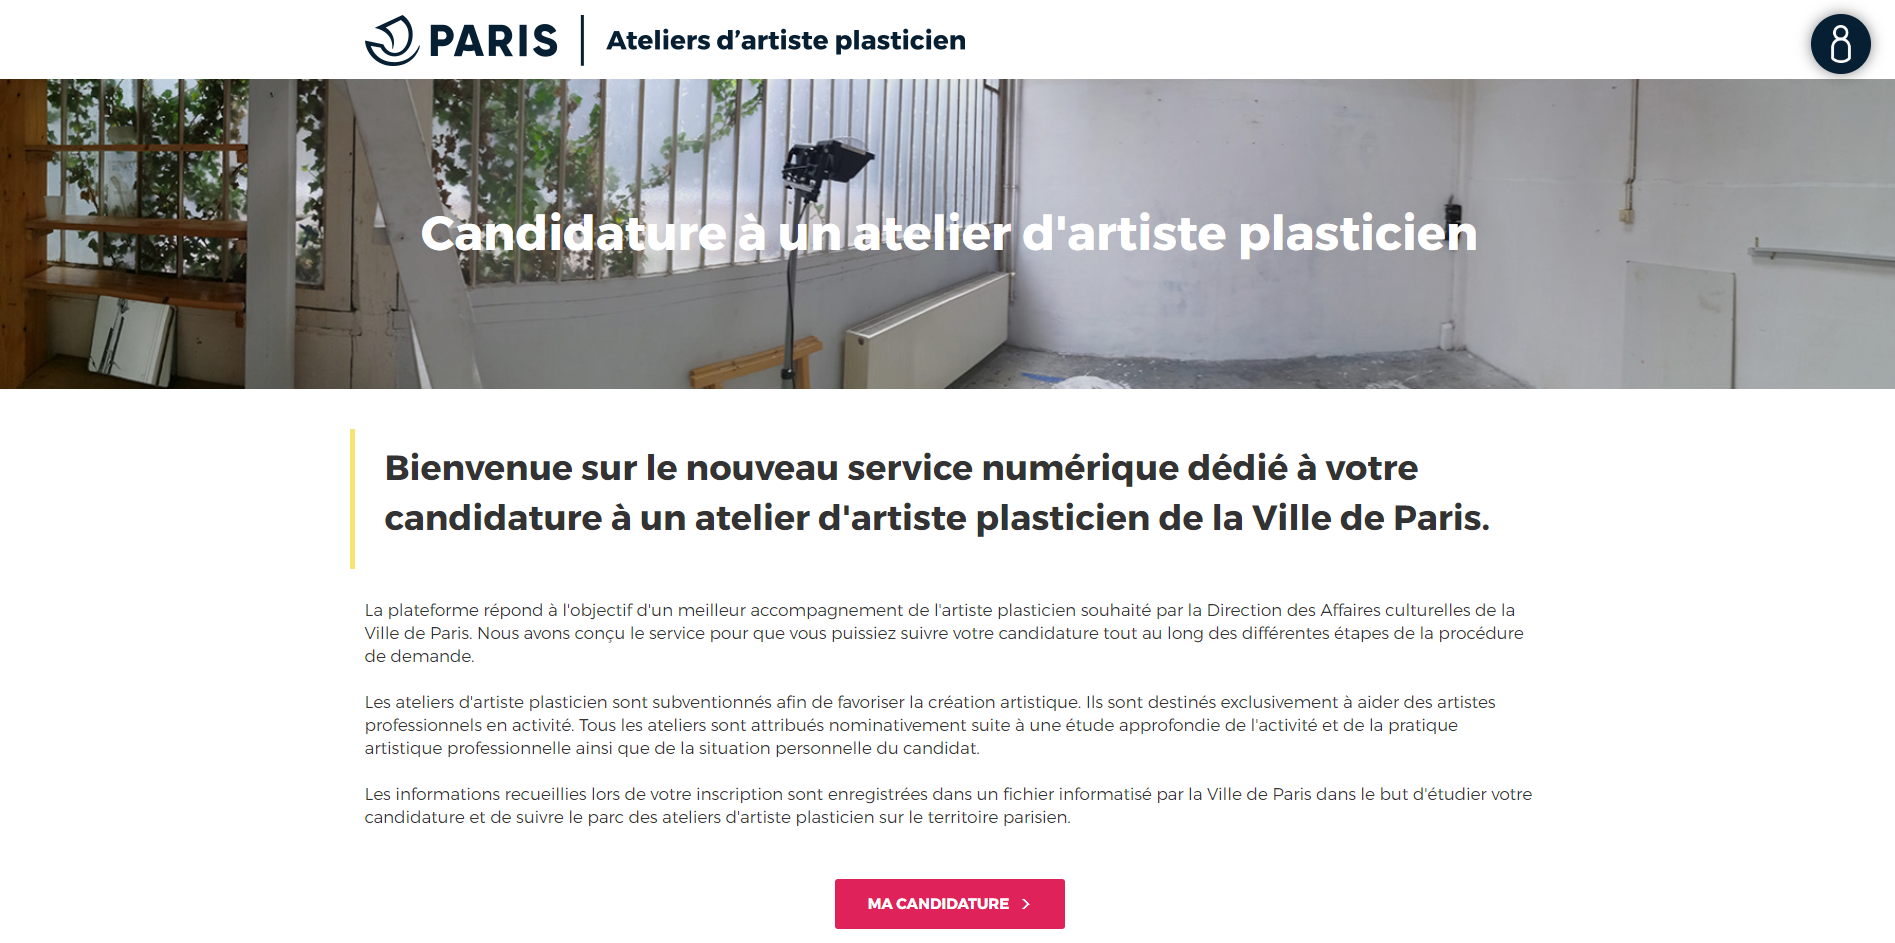 PARIS
Ateliers d’artiste plasticien
Candidature à un atelier d'artiste plasticien
Bienvenue sur le nouveau service numérique dédié à votre
candidature à un atelier d'artiste plasticien de la Ville de Paris.
La plateforme répond à l'objectif d'un meilleur accompagnement de l'artiste plasticien souhaité par la Direction des Affaires culturelles de la
Ville de Paris. Nous avons conçu le service pour que vous puissiez suivre votre candidature tout au long des différentes étapes de la procédure
de demande.
Les ateliers d'artiste plasticien sont subventionnés afin de favoriser la création artistique. Ils sont destinés exclusivement à aider des artistes
professionnels en activité. Tous les ateliers sont attribués nominativement suite à une étude approfondie de l'activité et de la pratique
artistique professionnelle ainsi que de la situation personnelle du candidat.
Les informations recueillies lors de votre inscription sont enregistrées dans un fichier informatisé par la Ville de Paris dans le but d'étudier votre
candidature et de suivre le parc des ateliers d'artiste plasticien sur le territoire parisien.
MA CANDIDATURE